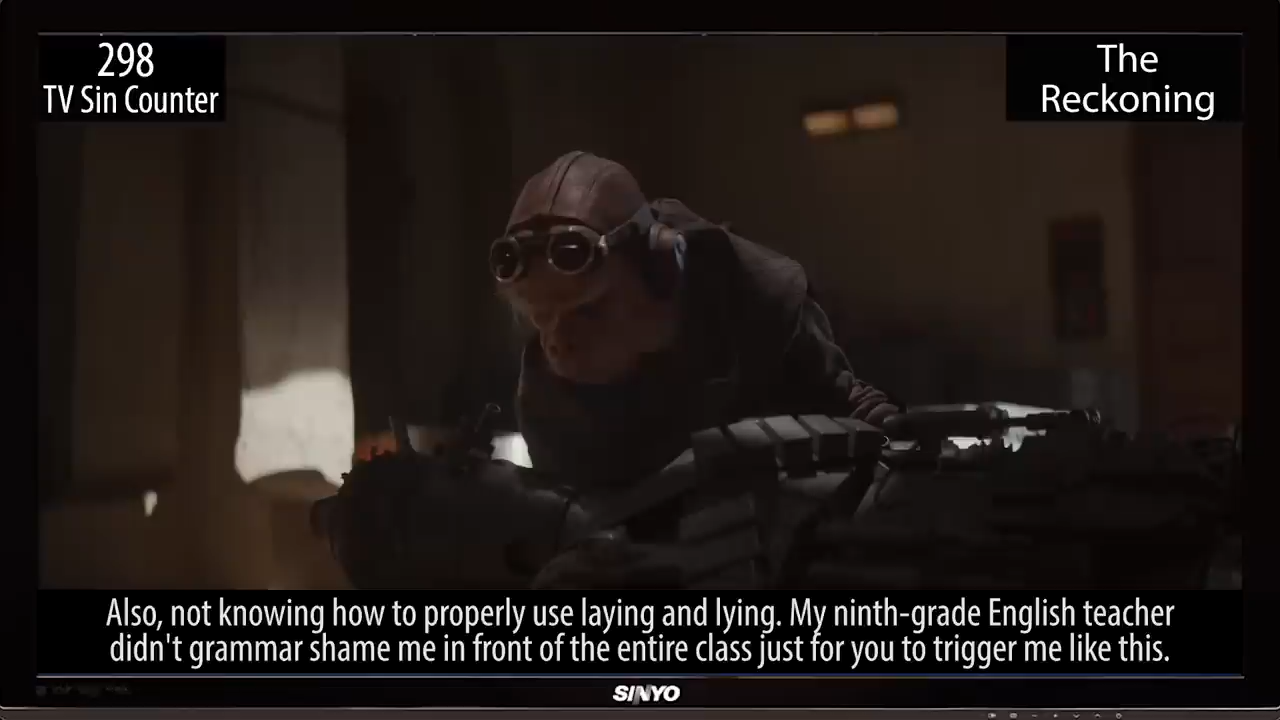 298
TV Sin Counter
The
Reckoning
Also, not knowing how to properly use laying and lying. My ninth-grade English teacher
didn't grammar shame me in front of the entire class just for you to trigger me like this.
SINYO